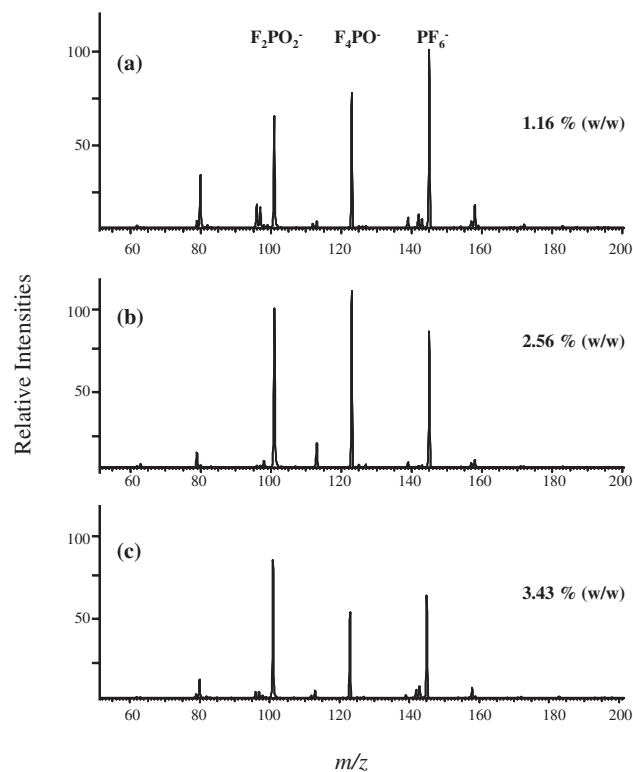 F₂PO₂⁻ F₄PO⁻ PF₆⁻
100
(a)
1.16 % (w/w)
50
60 80 100 120 140 160 180 200
Relative Intensities
(b)
100
2.56 % (w/w)
50
60 80 100 120 140 160 180 200
(c)
100
3.43 % (w/w)
50
60 80 100 120 140 160 180 200
m/z